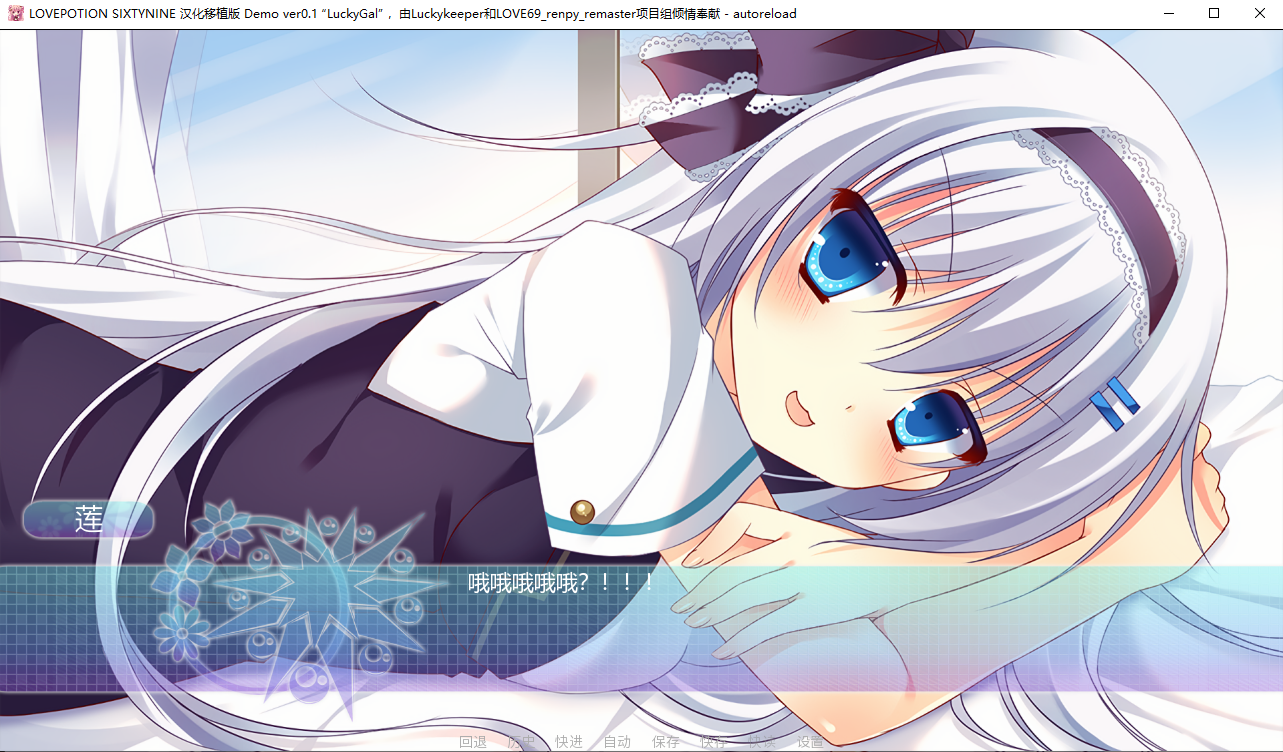 LOVEPOTION SIXTYNINE 汉化移植版 Demo ver0.1 “LuckyGal” ，由Luckykeeper和LOVE69_renpy_remaster项目组倾情奉献 - autoreload
莲
哦哦哦哦哦？！！！
回退 历史 快进 自动 保存 快存 快读 设置